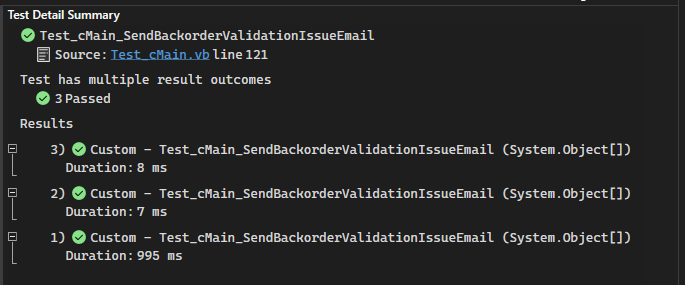 Test Detail Summary
Test_cMain_SendBackorderValidationIssueEmail
Source: Test_cMain.vb line 121
Test has multiple result outcomes
3 Passed
Results
3) Custom - Test_cMain_SendBackorderValidationIssueEmail (System.Object[])
Duration: 8 ms
2) Custom - Test_cMain_SendBackorderValidationIssueEmail (System.Object[])
Duration: 7 ms
1) Custom - Test_cMain_SendBackorderValidationIssueEmail (System.Object[])
Duration: 995 ms